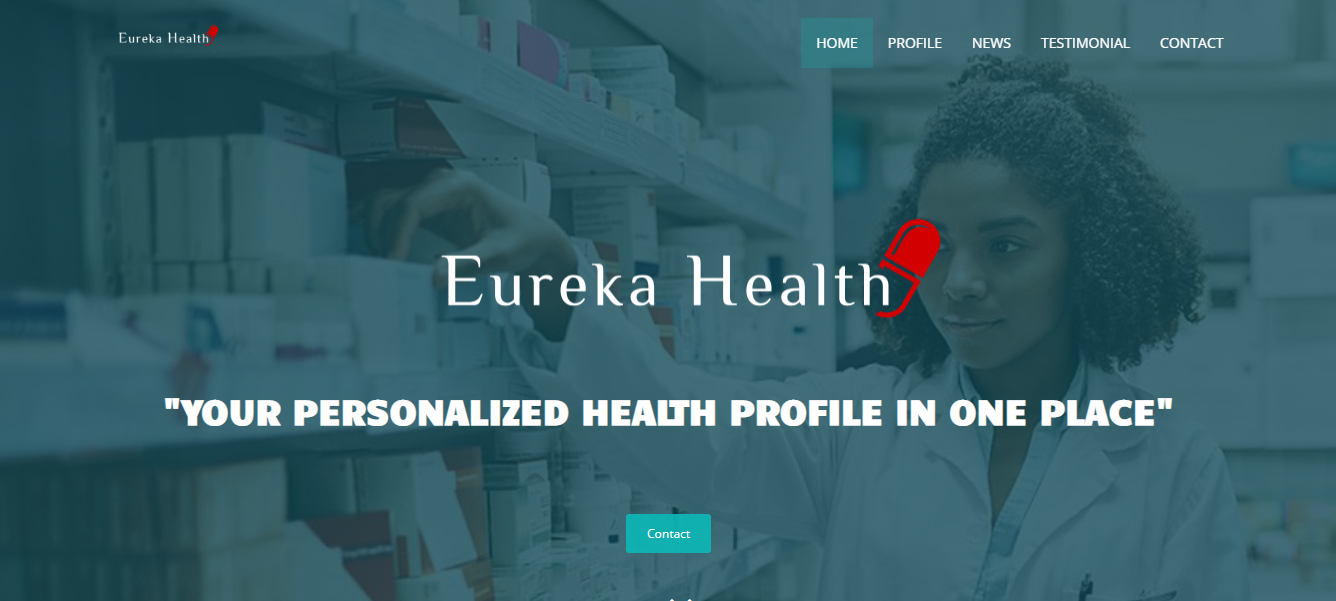 Eureka Health
HOME PROFILE NEWS TESTIMONIAL CONTACT
Eureka Health
"YOUR PERSONALIZED HEALTH PROFILE IN ONE PLACE"
Contact